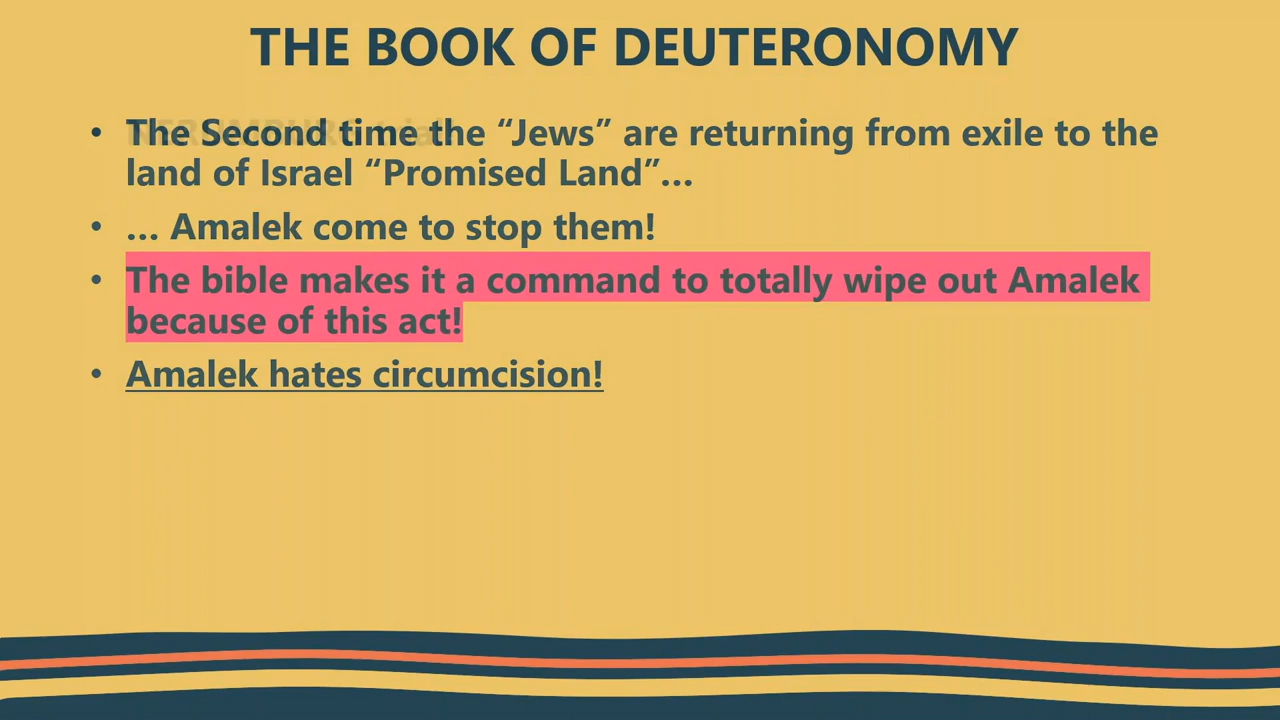 THE BOOK OF DEUTERONOMY
• The Second time the “Jews” are returning from exile to the
land of Israel “Promised Land”...
• ... Amalek come to stop them!
• The bible makes it a command to totally wipe out Amalek
because of this act!
• Amalek hates circumcision!